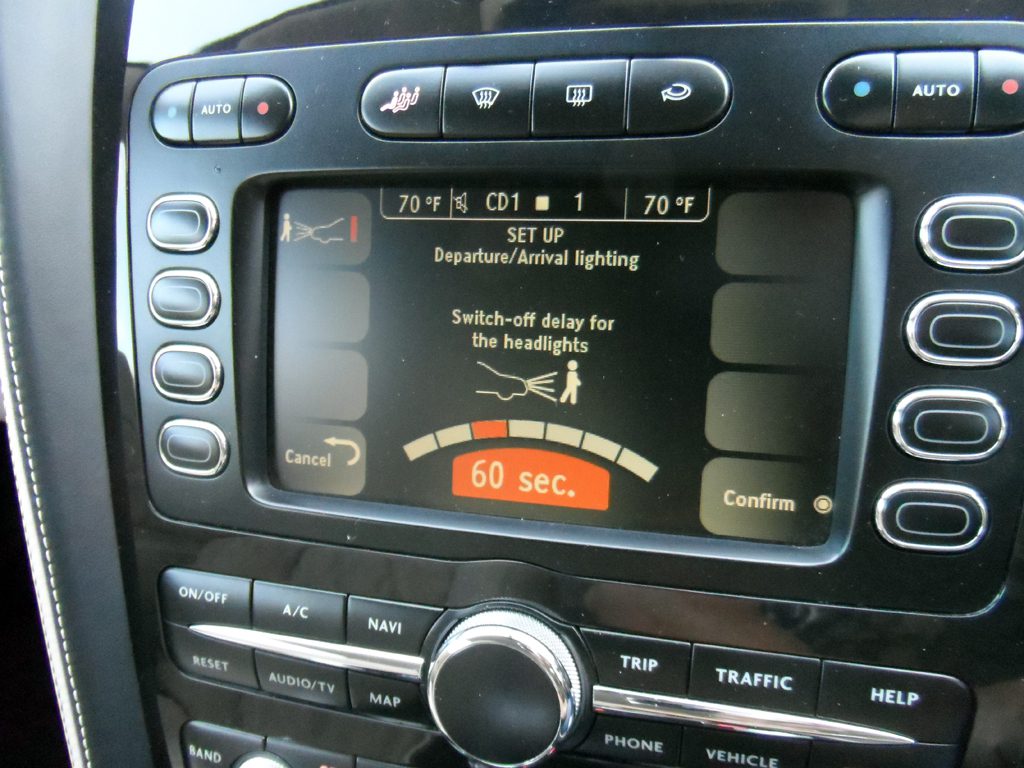 AUTO
AUTO
70 °F CD1 1 70 °F
SET UP
Departure/Arrival lighting
Switch-off delay for
the headlights
Cancel
60 sec.
Confirm
ON/OFF A/C NAVI
RESET AUDIO/TV MAP
TRIP TRAFFIC HELP
PHONE VEHICLE
BAND